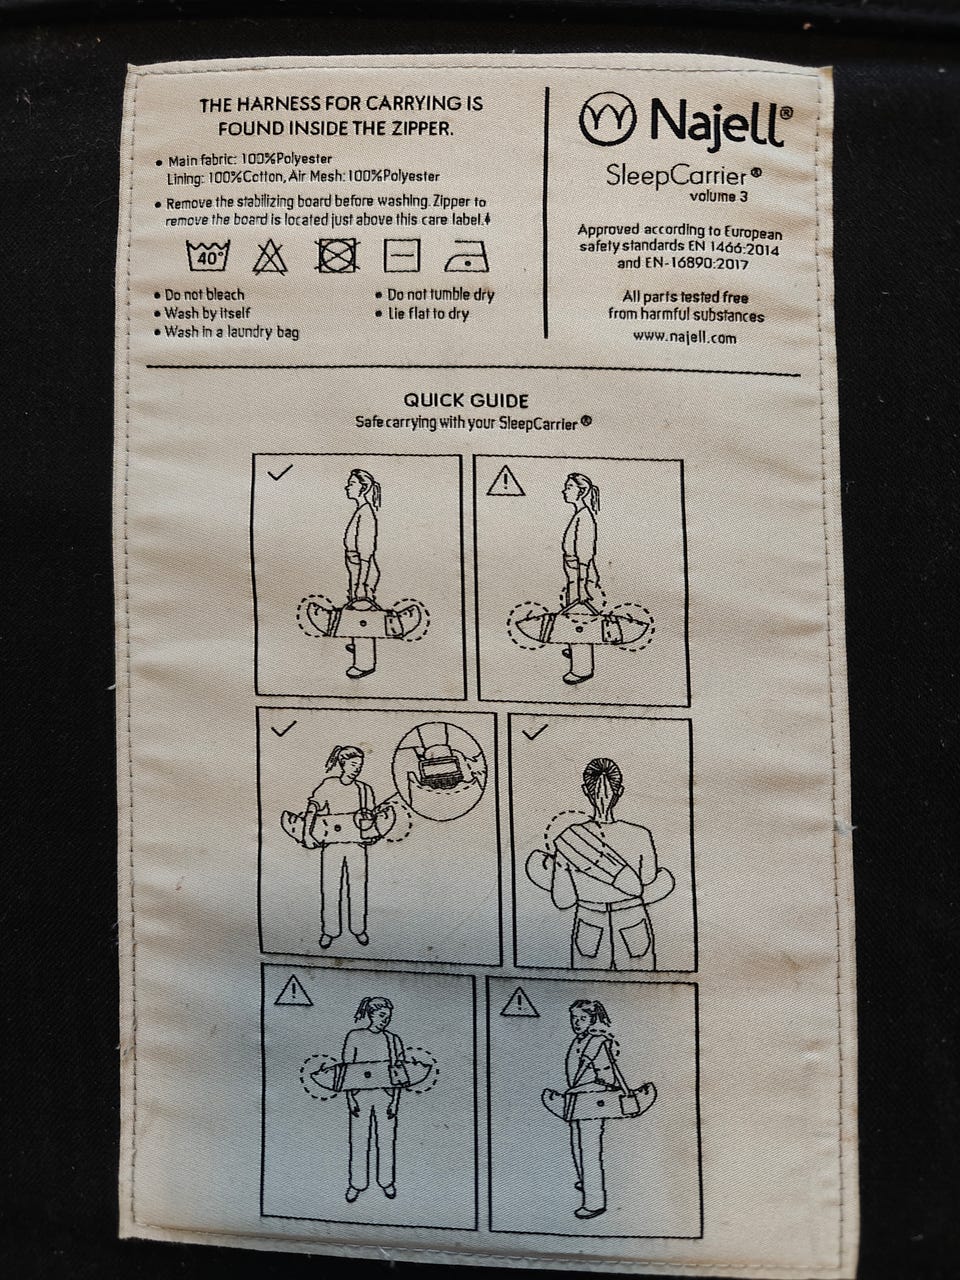 THE HARNESS FOR CARRYING IS
FOUND INSIDE THE ZIPPER.
• Main fabric: 100%Polyester
Lining: 100%Cotton, Air Mesh: 100%Polyester
• Remove the stabilizing board before washing. Zipper to
remove the board is located just above this care label.
40°
• Do not bleach
• Wash by itself
• Wash in a laundry bag
• Do not tumble dry
• Lie flat to dry
Najell®
SleepCarrier®
volume 3
Approved according to European
safety standards EN 1466:2014
and EN-16890:2017
All parts tested free
from harmful substances
www.najell.com
QUICK GUIDE
Safe carrying with your SleepCarrier®